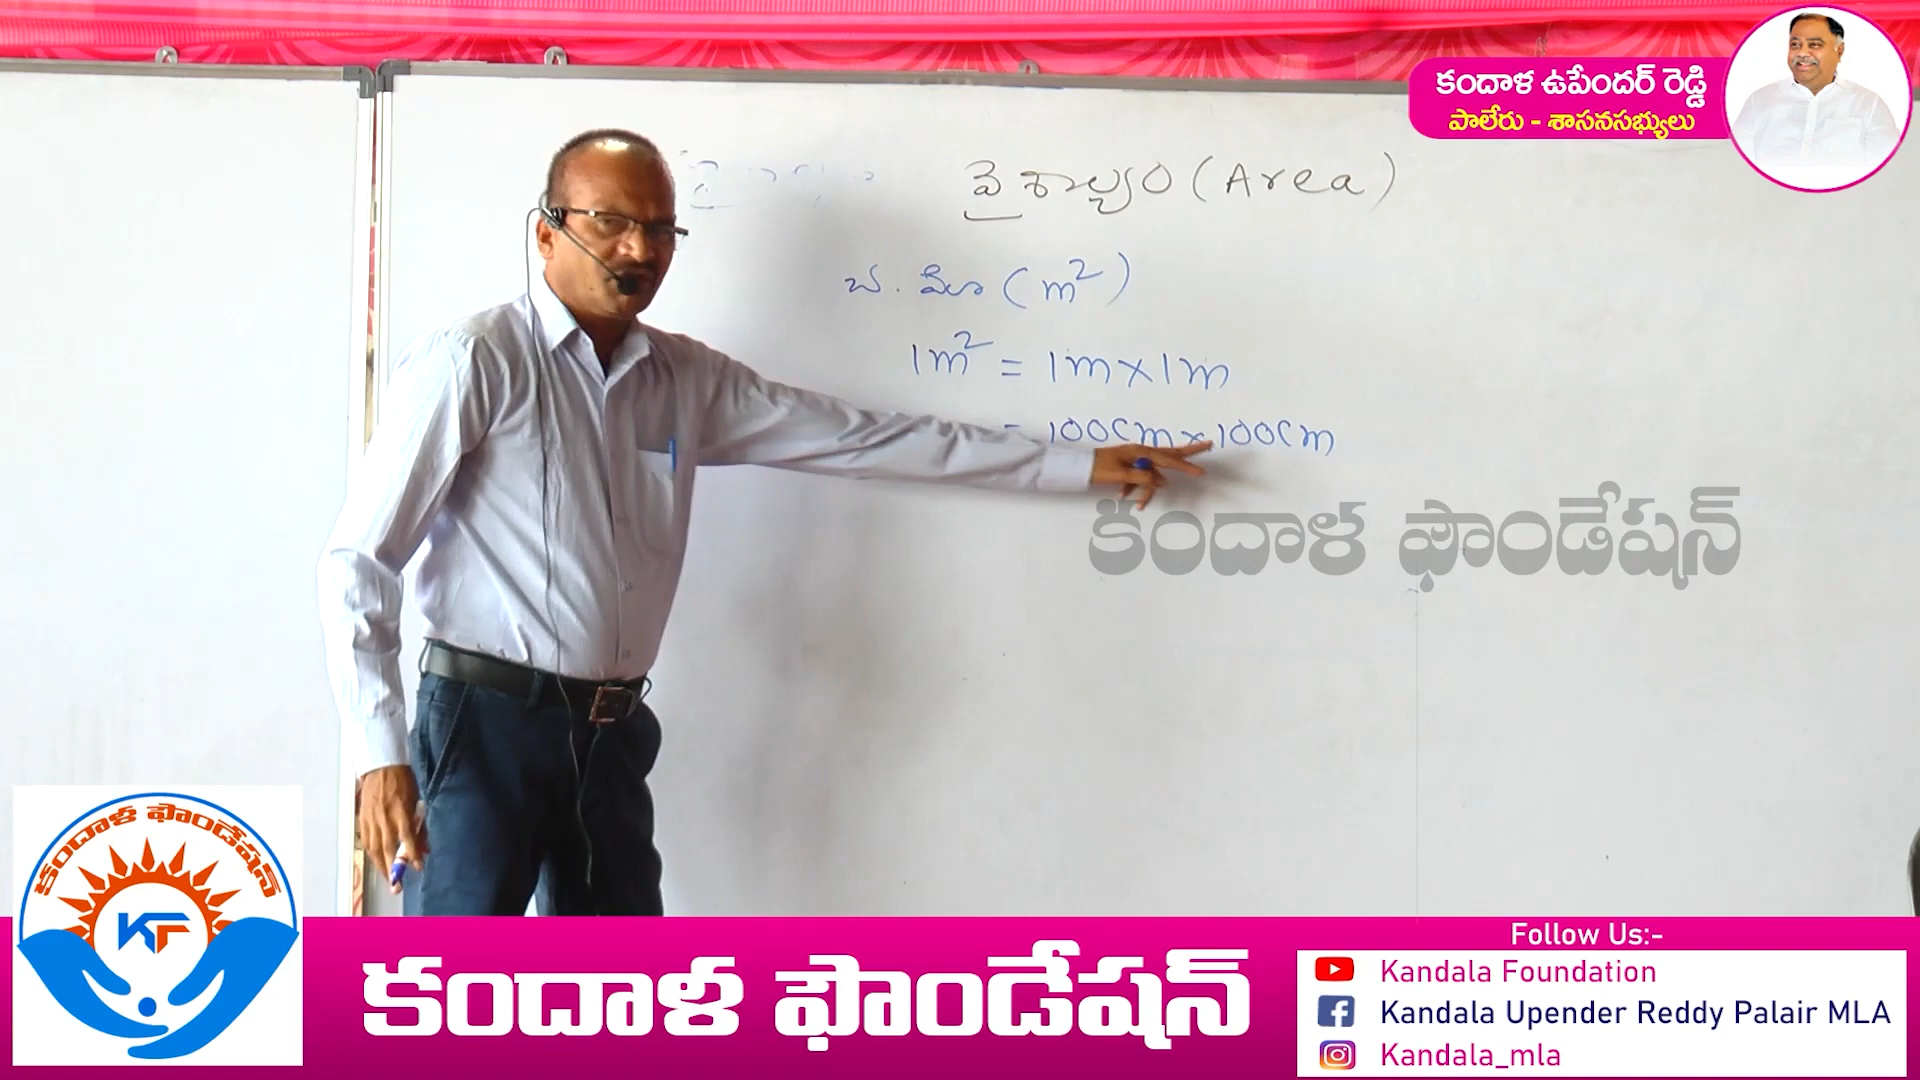 కందాళ ఉపేందర్ రెడ్డి
పాలేరు - శాసనసభ్యులు
వైశాల్యం (Area)
చ. మీ (m²)
1m² = 1m×1m
= 100cm×100cm
కందాళ ఫౌండేషన్
కందాళ ఫౌండేషన్
KF
కందాళ ఫౌండేషన్
Follow Us:-
Kandala Foundation
Kandala Upender Reddy Palair MLA
Kandala_mla